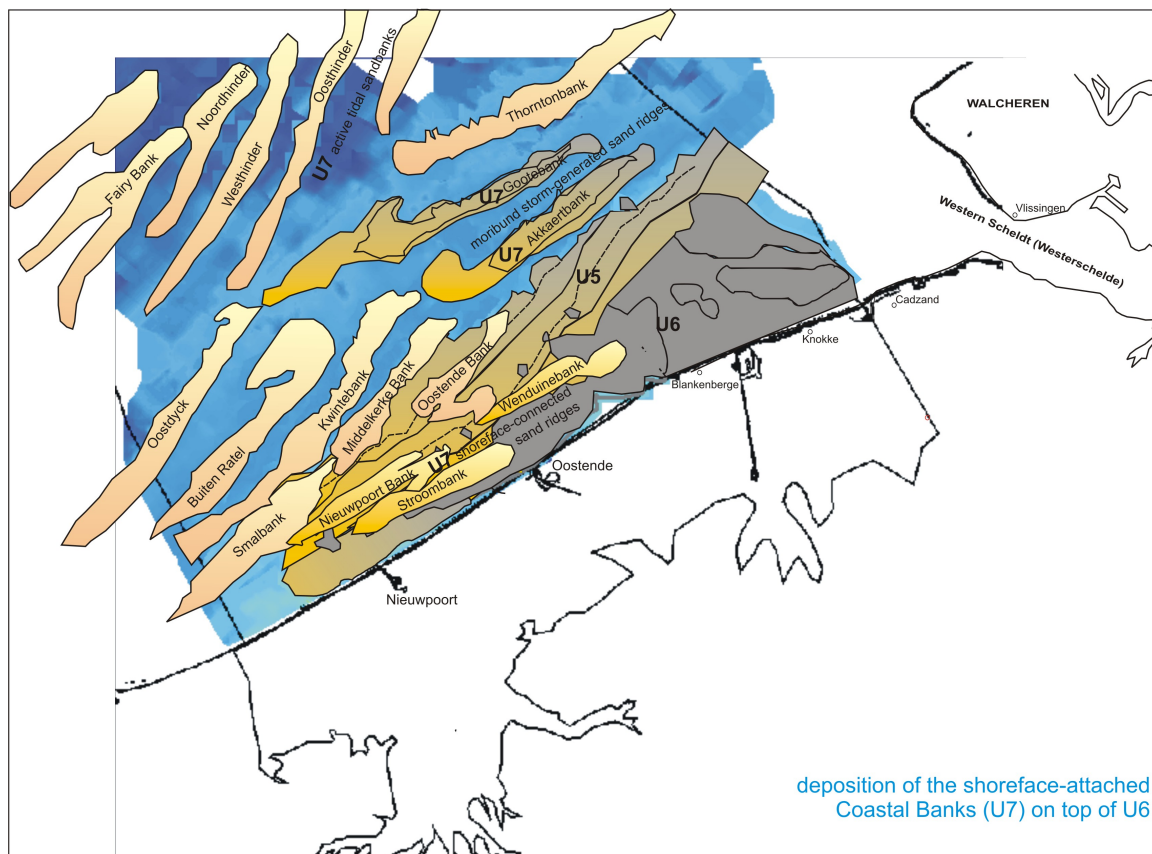 WALCHEREN
Vlissingen
Western Scheldt (Westerschelde)
Cadzand
Knokke
Blankenberge
Oostende
Nieuwpoort
Noordhinder
Fairy Bank
Westhinder
Oosthinder
U7 active tidal sandbanks
Thorntonbank
U7
Gootebank
moribund storm-generated sand ridges
U7
Akkaertbank
U5
U6
Oostdyck
Buiten Ratel
Kwintebank
Middelkerke Bank
Oostende Bank
Wenduinebank
U7 shoreface-connected
sand ridges
Smalbank
Nieuwpoort Bank
Stroombank
deposition of the shoreface-attached
Coastal Banks (U7) on top of U6